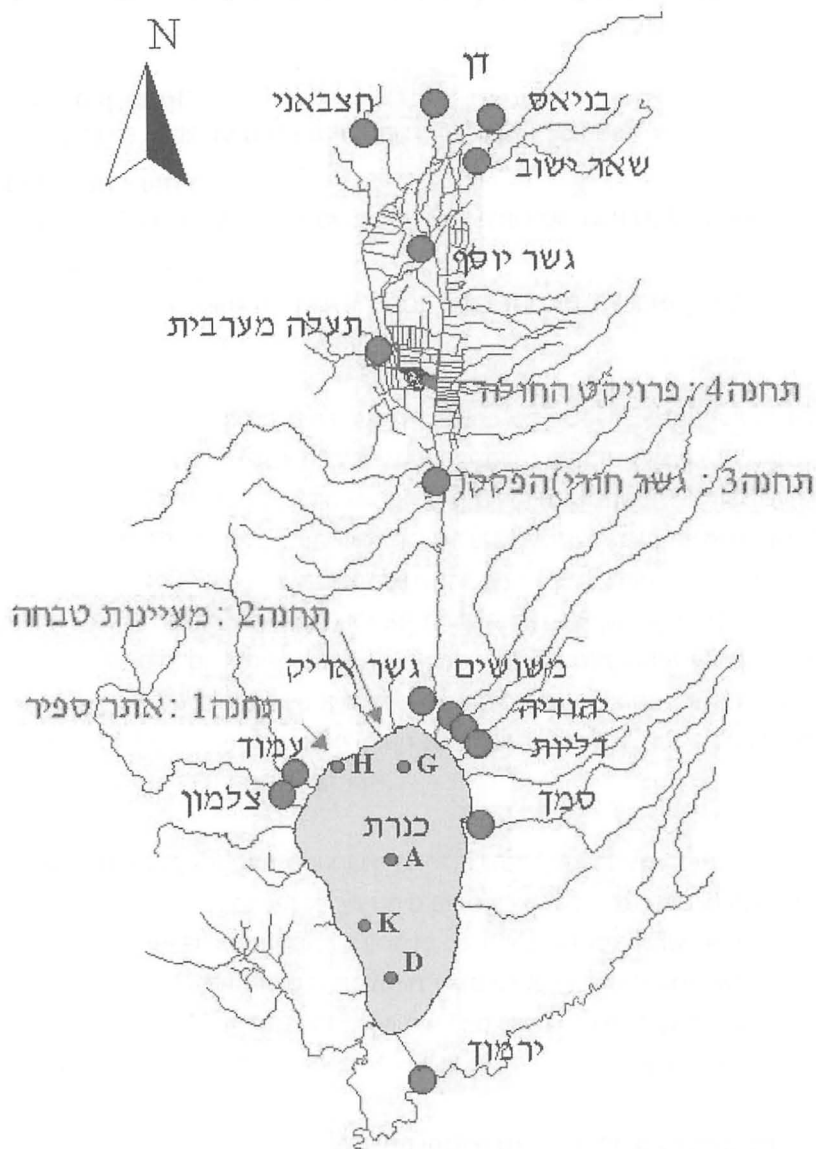 N
דן
חצבאני
בניאס
שאר ישוב
גשר יוסף
תעלה מערבית
תחנה4 : פרויקט החולה
תחנה3 : גשר חורי)הפקק(
תחנה2 : מעיינות טבחה
גשר אריק
משושים
תחנה1 : אתר ספיר
יהודיה
דליות
עמוד
H
G
צלמון
סמך
כנרת
A
K
D
ירמוך